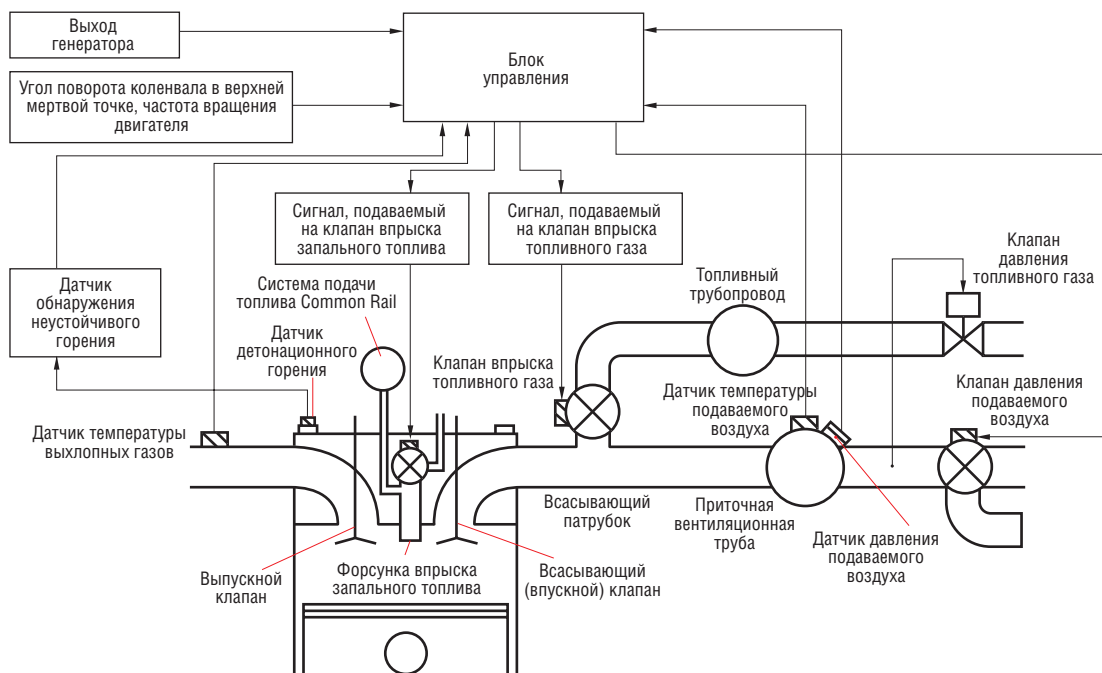 Выход
генератора
Блок
управления
Угол поворота коленвала в верхней
мертвой точке, частота вращения
двигателя
Сигнал, подаваемый
на клапан впрыска
запального топлива
Сигнал, подаваемый
на клапан впрыска
топливного газа
Клапан
давления
топливного газа
Датчик
обнаружения
неустойчивого
горения
Система подачи
топлива Common Rail
Топливный
трубопровод
Датчик
детонационного
горения
Клапан впрыска
топливного газа
Датчик температуры
подаваемого
воздуха
Клапан давления
подаваемого
воздуха
Датчик температуры
выхлопных газов
Всасывающий
патрубок
Приточная
вентиляционная
труба
Датчик давления
подаваемого
воздуха
Выпускной
клапан
Форсунка впрыска
запального топлива
Всасывающий
(впускной) клапан